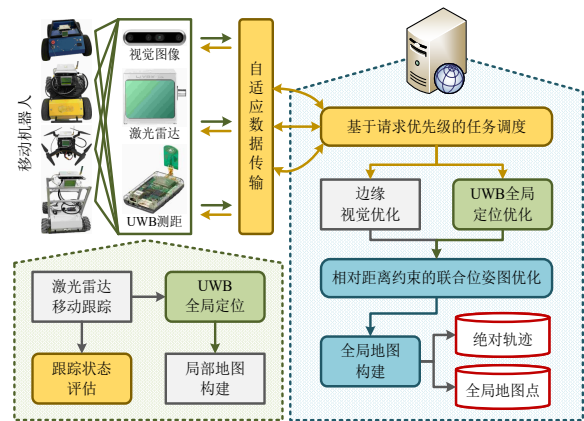 移动机器人
视觉图像
激光雷达
UWB测距
自适应数据传输
基于请求优先级的任务调度
边缘
视觉优化
UWB全局
定位优化
相对距离约束的联合位姿图优化
全局地图
构建
绝对轨迹
全局地图点
激光雷达
移动跟踪
UWB
全局定位
跟踪状态
评估
局部地图
构建